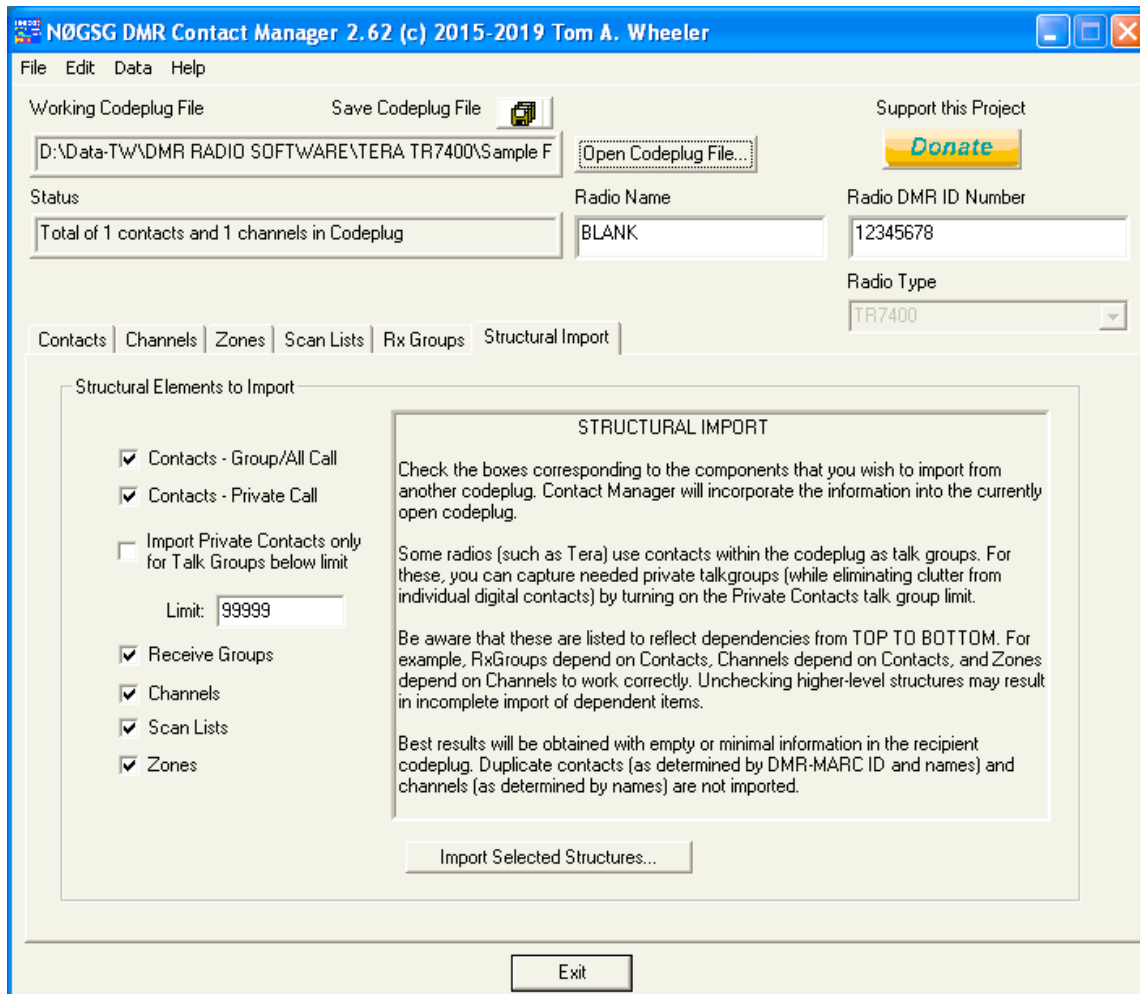 NØGSG DMR Contact Manager 2.62 (c) 2015-2019 Tom A. Wheeler
File Edit Data Help
Working Codeplug File Save Codeplug File Support this Project
D:\Data-TW\DMR RADIO SOFTWARE\TERA TR7400\Sample F Open Codeplug File... Donate
Status Radio Name Radio DMR ID Number
Total of 1 contacts and 1 channels in Codeplug BLANK 12345678
Radio Type
TR7400
Contacts Channels Zones Scan Lists Rx Groups Structural Import
Structural Elements to Import
Contacts - Group/All Call
Contacts - Private Call
Import Private Contacts only
for Talk Groups below limit
Limit: 99999
Receive Groups
Channels
Scan Lists
Zones
STRUCTURAL IMPORT
Check the boxes corresponding to the components that you wish to import from
another codeplug. Contact Manager will incorporate the information into the currently
open codeplug.
Some radios (such as Tera) use contacts within the codeplug as talk groups. For
these, you can capture needed private talkgroups (while eliminating clutter from
individual digital contacts) by turning on the Private Contacts talk group limit.
Be aware that these are listed to reflect dependencies from TOP TO BOTTOM. For
example, RxGroups depend on Contacts, Channels depend on Contacts, and Zones
depend on Channels to work correctly. Unchecking higher-level structures may result
in incomplete import of dependent items.
Best results will be obtained with empty or minimal information in the recipient
codeplug. Duplicate contacts (as determined by DMR-MARC ID and names) and
channels (as determined by names) are not imported.
Import Selected Structures...
Exit